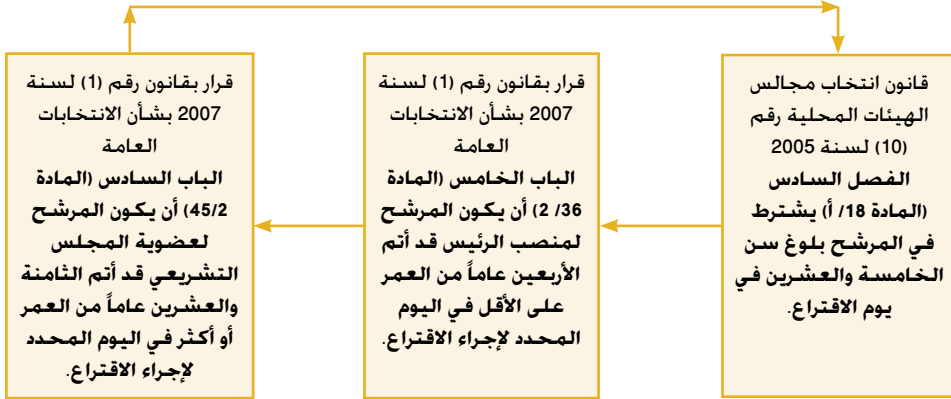 قانون انتخاب مجالس
الهيئات المحلية رقم
(10) لسنة 2005
الفصل السادس
(المادة 18/ أ) يشترط
في المرشح بلوغ سن
الخامسة والعشرين في
يوم الاقتراع.
قرار بقانون رقم (1) لسنة
2007 بشأن الانتخابات
العامة
الباب الخامس (المادة
36/ 2) أن يكون المرشح
لمنصب الرئيس قد أتم
الأربعين عاماً من العمر
على الأقل في اليوم
المحدد لإجراء الاقتراع.
قرار بقانون رقم (1) لسنة
2007 بشأن الانتخابات
العامة
الباب السادس (المادة
45/2) أن يكون المرشح
لعضوية المجلس
التشريعي قد أتم الثامنة
والعشرين عاماً من العمر
أو أكثر في اليوم المحدد
لإجراء الاقتراع.